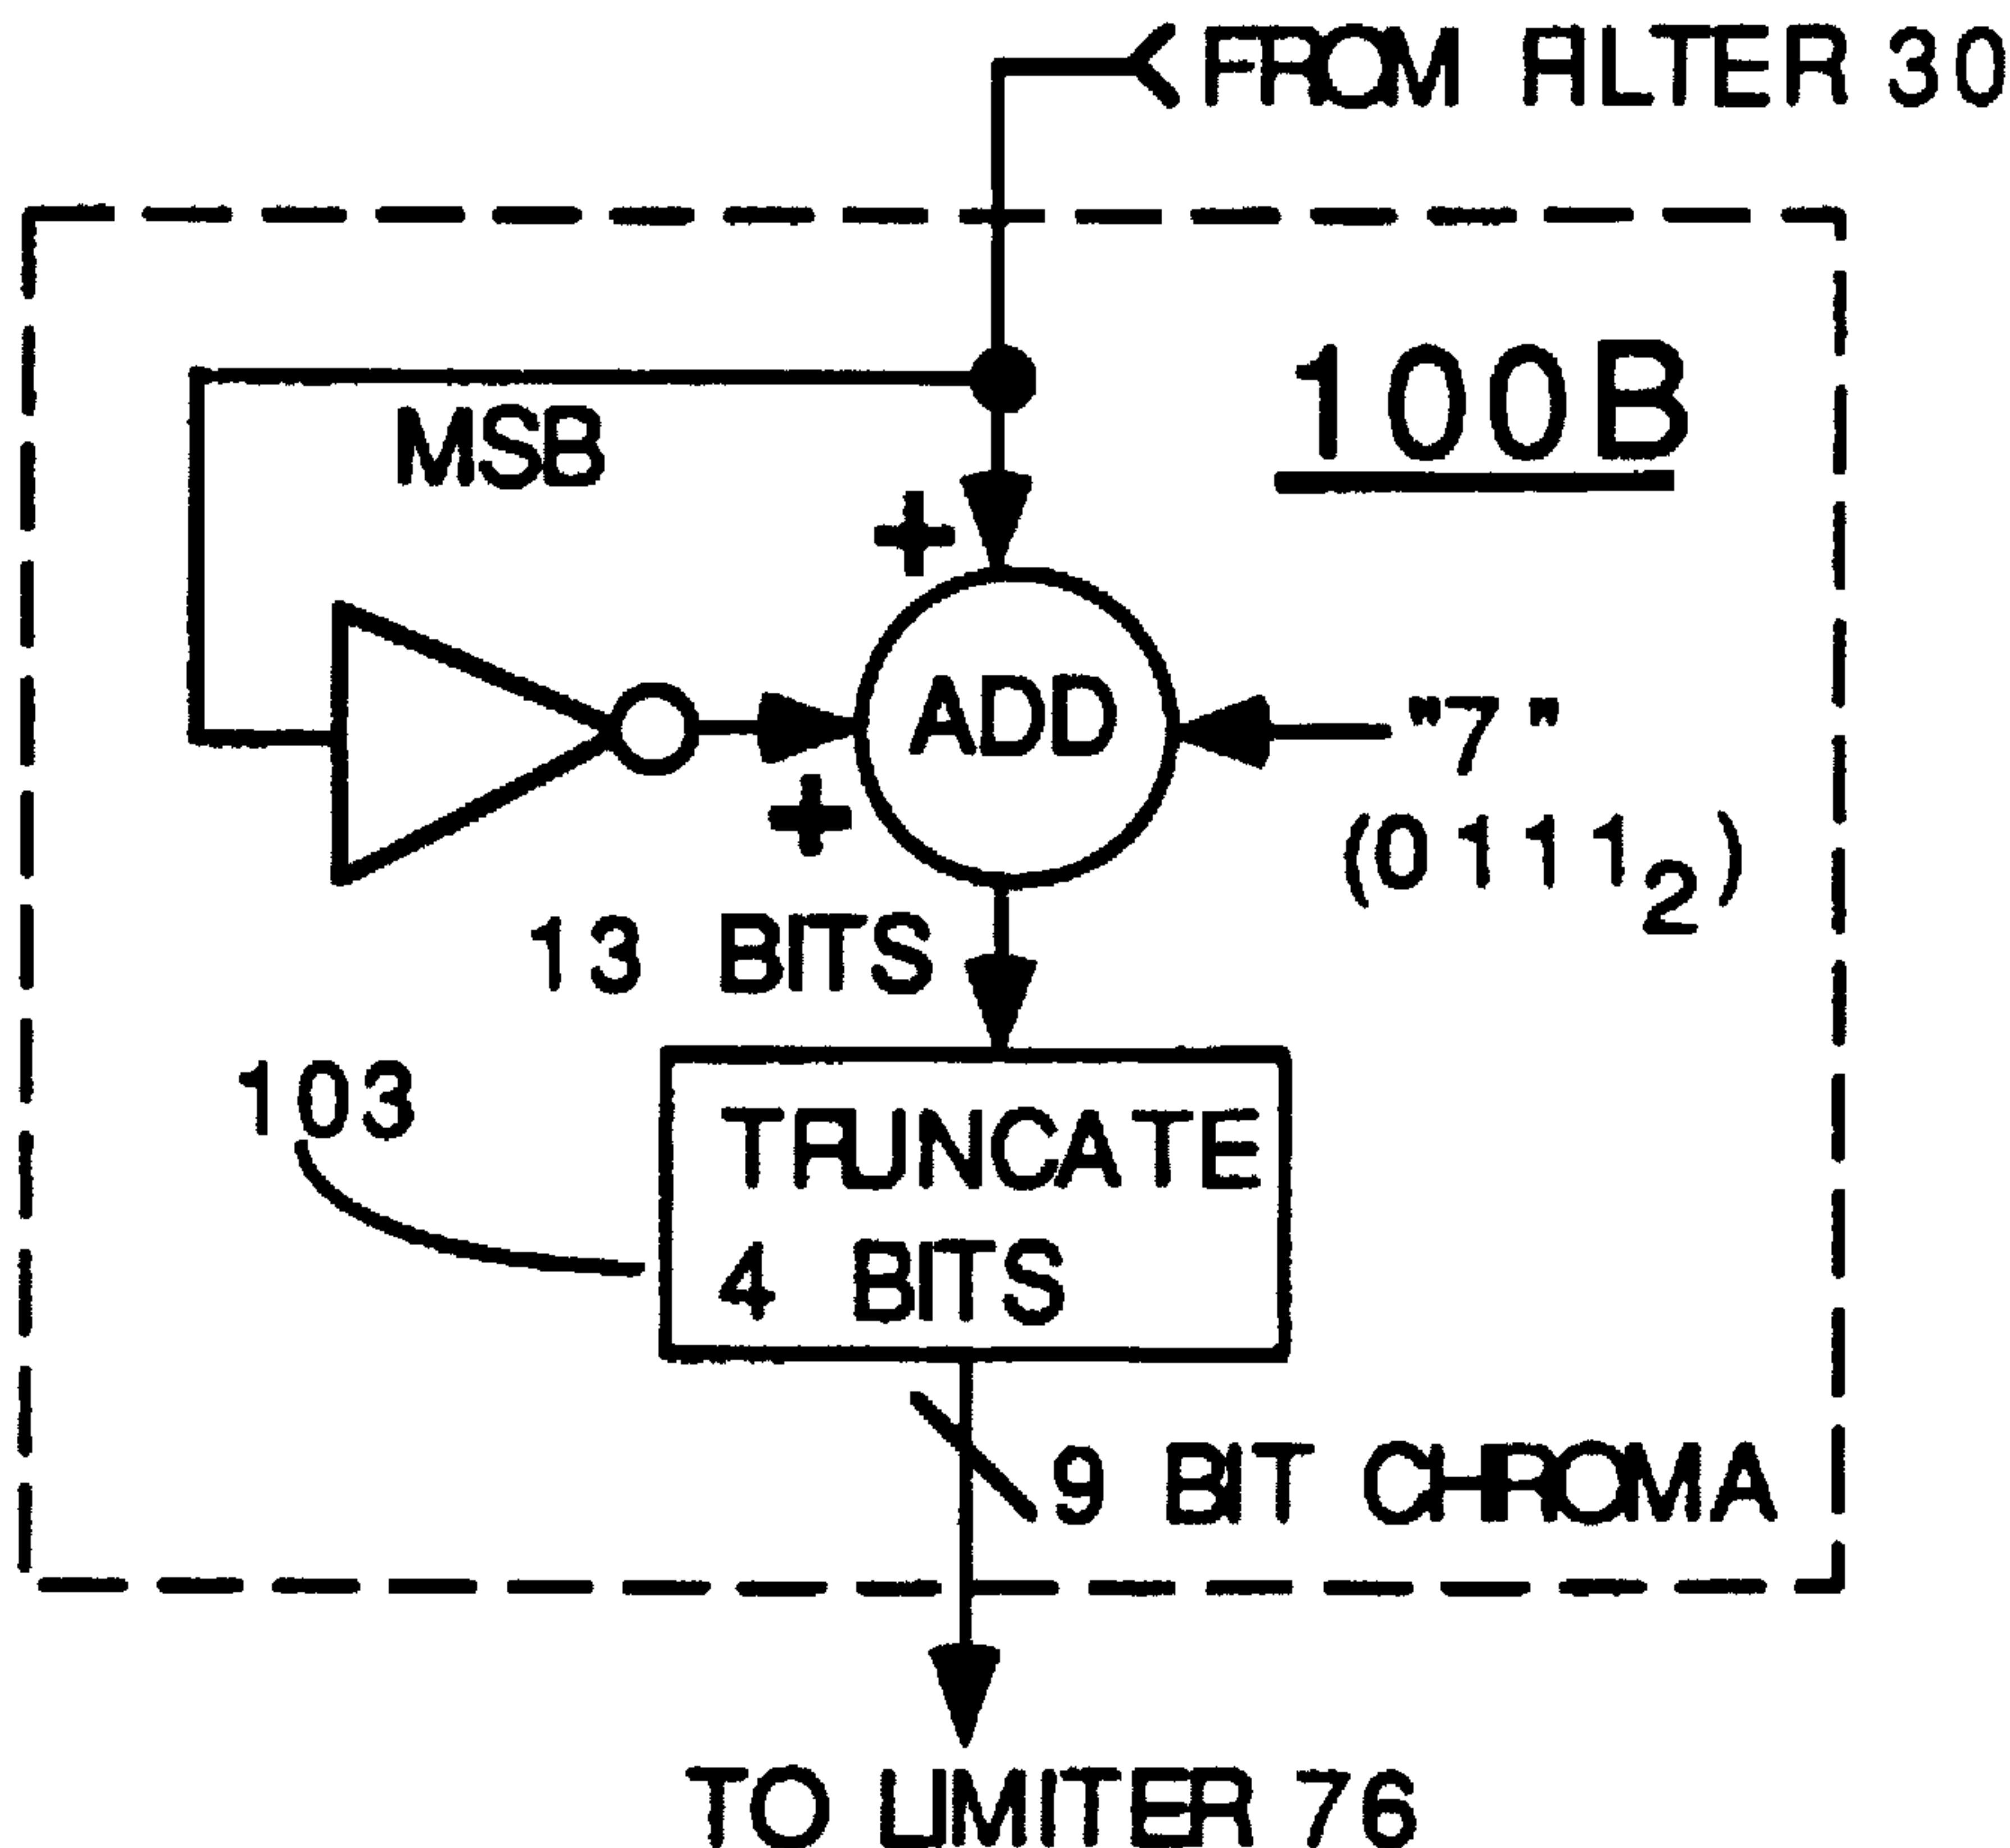 FROM FILTER 30
100B
MSB
+
ADD
"7"
+
(0111₂)
13 BITS
103
TRUNCATE
4 BITS
9 BIT CHROMA
TO LIMITER 76